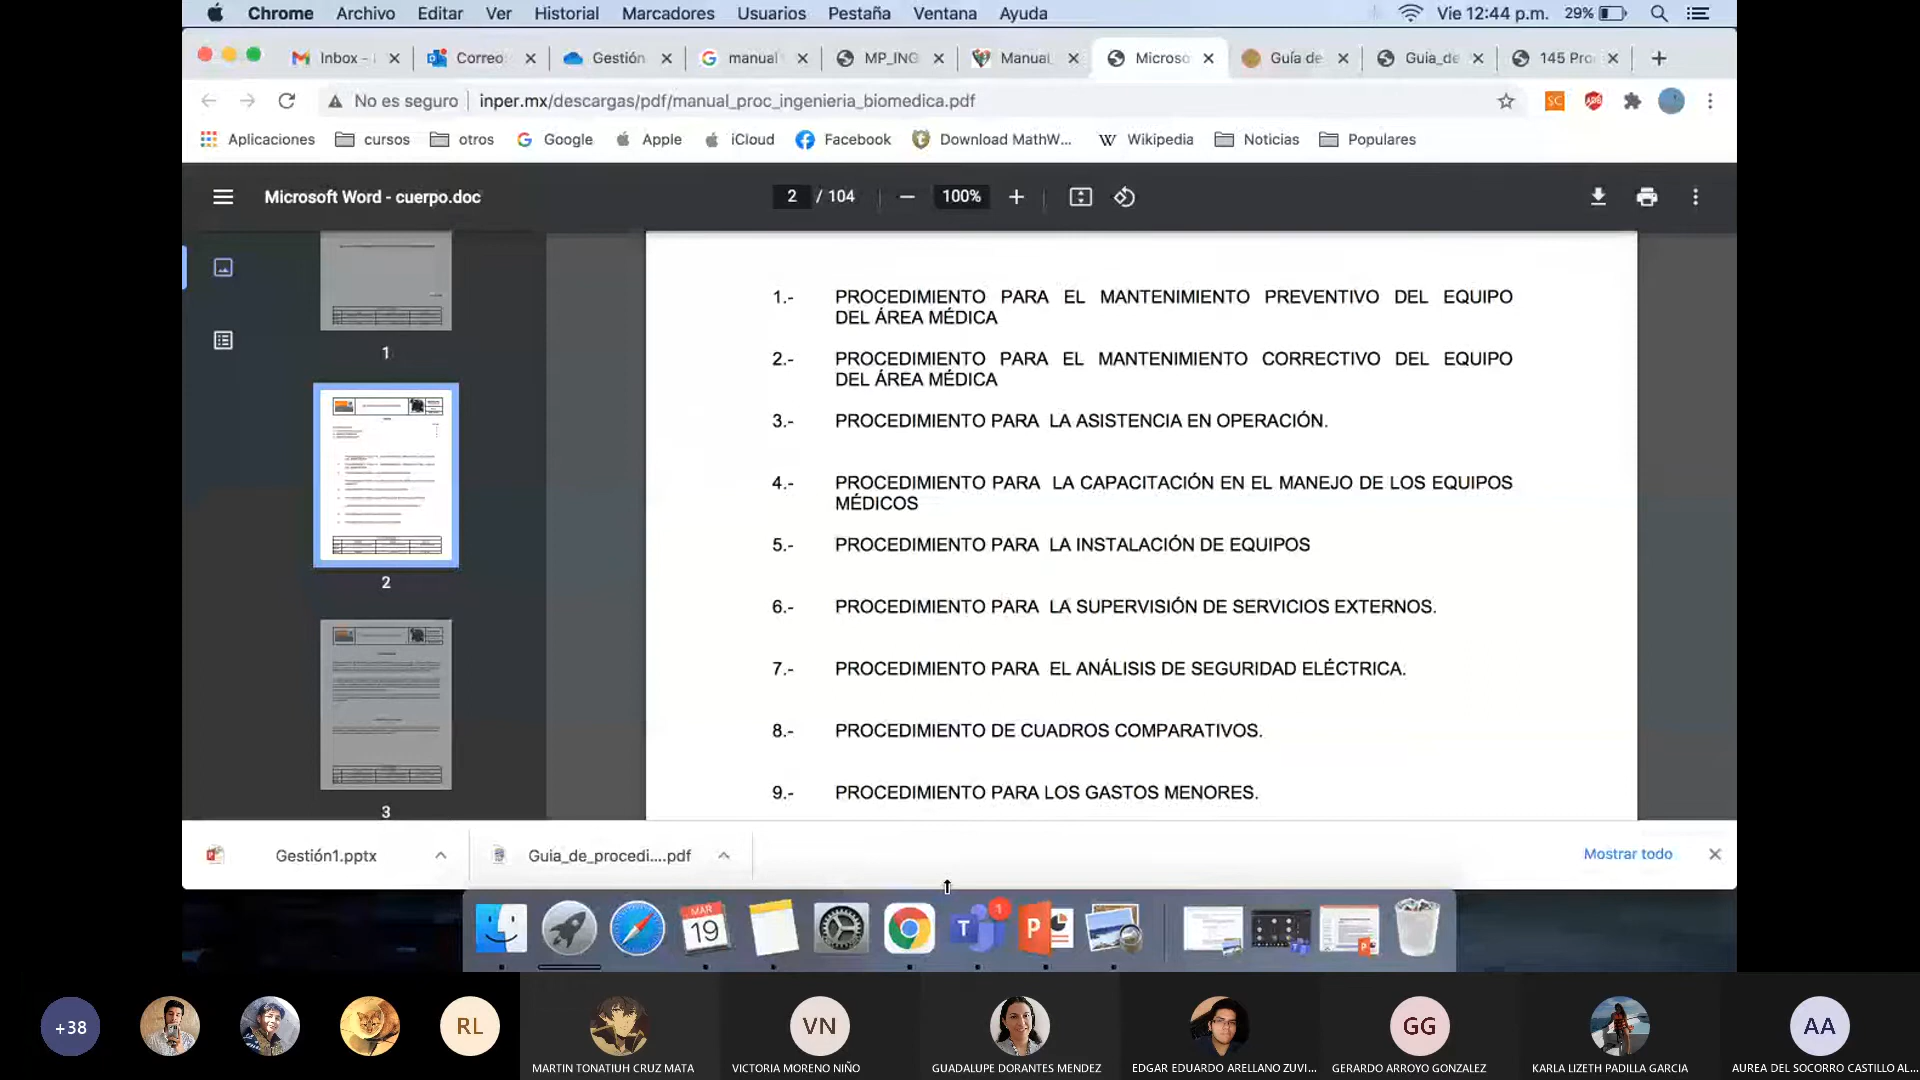 Chrome Archivo Editar Ver Historial Marcadores Usuarios Pestaña Ventana Ayuda Vie 12:44 p.m. 29%
Inbox - Correo Gestión manual MP_ING Manual Microso Guía de Guia_de 145 Pro
No es seguro inper.mx/descargas/pdf/manual_proc_ingenieria_biomedica.pdf SC ABP
Aplicaciones cursos otros Google Apple iCloud Facebook Download MathW... Wikipedia Noticias Populares
Microsoft Word - cuerpo.doc 2 / 104 100%
1.- PROCEDIMIENTO PARA EL MANTENIMIENTO PREVENTIVO DEL EQUIPO
DEL ÁREA MÉDICA
2.- PROCEDIMIENTO PARA EL MANTENIMIENTO CORRECTIVO DEL EQUIPO
DEL ÁREA MÉDICA
3.- PROCEDIMIENTO PARA LA ASISTENCIA EN OPERACIÓN.
4.- PROCEDIMIENTO PARA LA CAPACITACIÓN EN EL MANEJO DE LOS EQUIPOS
MÉDICOS
5.- PROCEDIMIENTO PARA LA INSTALACIÓN DE EQUIPOS
6.- PROCEDIMIENTO PARA LA SUPERVISIÓN DE SERVICIOS EXTERNOS.
7.- PROCEDIMIENTO PARA EL ANÁLISIS DE SEGURIDAD ELÉCTRICA.
8.- PROCEDIMIENTO DE CUADROS COMPARATIVOS.
9.- PROCEDIMIENTO PARA LOS GASTOS MENORES.
1
2
3
Gestión1.pptx Guia_de_procedi....pdf Mostrar todo
MAR
19
1
+38 RL VN GG AA
MARTIN TONATIUH CRUZ MATA VICTORIA MORENO NIÑO GUADALUPE DORANTES MENDEZ EDGAR EDUARDO ARELLANO ZUVI... GERARDO ARROYO GONZALEZ KARLA LIZETH PADILLA GARCIA AUREA DEL SOCORRO CASTILLO AL...